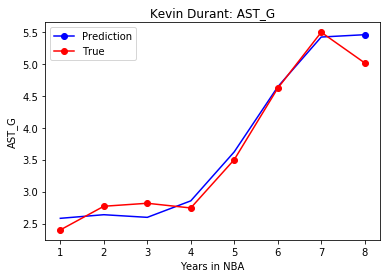 Kevin Durant: AST_G
Prediction
True
AST_G
5.5
5.0
4.5
4.0
3.5
3.0
2.5
1 2 3 4 5 6 7 8
Years in NBA